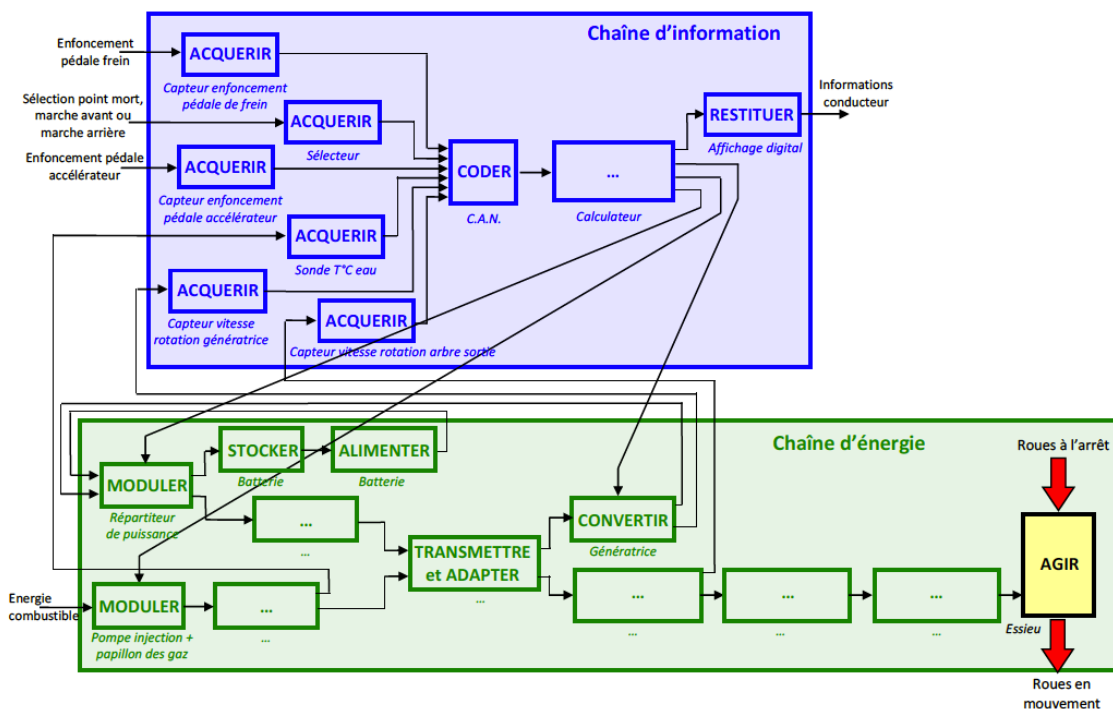 Chaîne d’information
Enfoncement
pédale frein
ACQUERIR
Capteur enfoncement
pédale de frein
Sélection point mort,
marche avant ou
marche arrière
ACQUERIR
Sélecteur
Enfoncement pédale
accélérateur
ACQUERIR
Capteur enfoncement
pédale accélérateur
ACQUERIR
Sonde T°C eau
ACQUERIR
Capteur vitesse
rotation génératrice
ACQUERIR
Capteur vitesse rotation arbre sortie
CODER
C.A.N.
...
Calculateur
RESTITUER
Affichage digital
Informations
conducteur
Chaîne d’énergie
MODULER
Répartiteur
de puissance
STOCKER
Batterie
ALIMENTER
Batterie
...
...
Energie
combustible
MODULER
Pompe injection +
papillon des gaz
...
...
TRANSMETTRE
et ADAPTER
...
CONVERTIR
Génératrice
...
...
...
...
...
...
Roues à l’arrêt
AGIR
Essieu
Roues en
mouvement